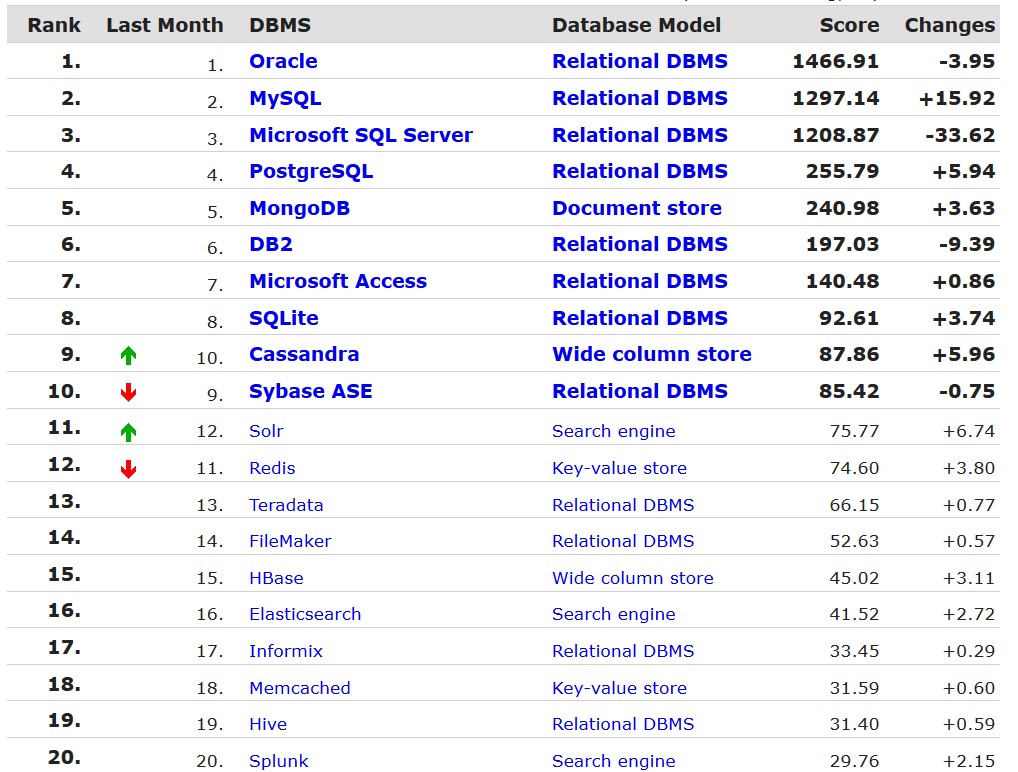 Rank Last Month DBMS Database Model Score Changes
1. 1. Oracle Relational DBMS 1466.91 -3.95
2. 2. MySQL Relational DBMS 1297.14 +15.92
3. 3. Microsoft SQL Server Relational DBMS 1208.87 -33.62
4. 4. PostgreSQL Relational DBMS 255.79 +5.94
5. 5. MongoDB Document store 240.98 +3.63
6. 6. DB2 Relational DBMS 197.03 -9.39
7. 7. Microsoft Access Relational DBMS 140.48 +0.86
8. 8. SQLite Relational DBMS 92.61 +3.74
9. 10. Cassandra Wide column store 87.86 +5.96
10. 9. Sybase ASE Relational DBMS 85.42 -0.75
11. 12. Solr Search engine 75.77 +6.74
12. 11. Redis Key-value store 74.60 +3.80
13. 13. Teradata Relational DBMS 66.15 +0.77
14. 14. FileMaker Relational DBMS 52.63 +0.57
15. 15. HBase Wide column store 45.02 +3.11
16. 16. Elasticsearch Search engine 41.52 +2.72
17. 17. Informix Relational DBMS 33.45 +0.29
18. 18. Memcached Key-value store 31.59 +0.60
19. 19. Hive Relational DBMS 31.40 +0.59
20. 20. Splunk Search engine 29.76 +2.15